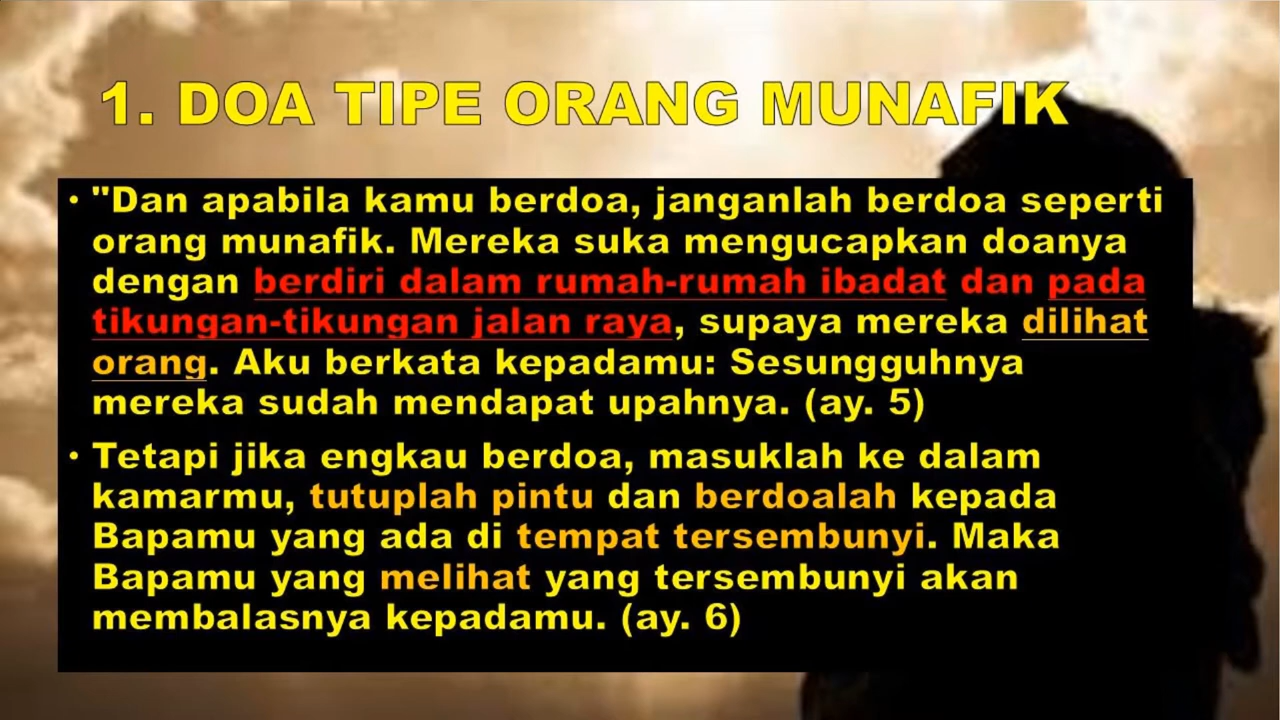 1. DOA TIPE ORANG MUNAFIK
• "Dan apabila kamu berdoa, janganlah berdoa seperti
orang munafik. Mereka suka mengucapkan doanya
dengan berdiri dalam rumah-rumah ibadat dan pada
tikungan-tikungan jalan raya, supaya mereka dilihat
orang. Aku berkata kepadamu: Sesungguhnya
mereka sudah mendapat upahnya. (ay. 5)
• Tetapi jika engkau berdoa, masuklah ke dalam
kamarmu, tutuplah pintu dan berdoalah kepada
Bapamu yang ada di tempat tersembunyi. Maka
Bapamu yang melihat yang tersembunyi akan
membalasnya kepadamu. (ay. 6)